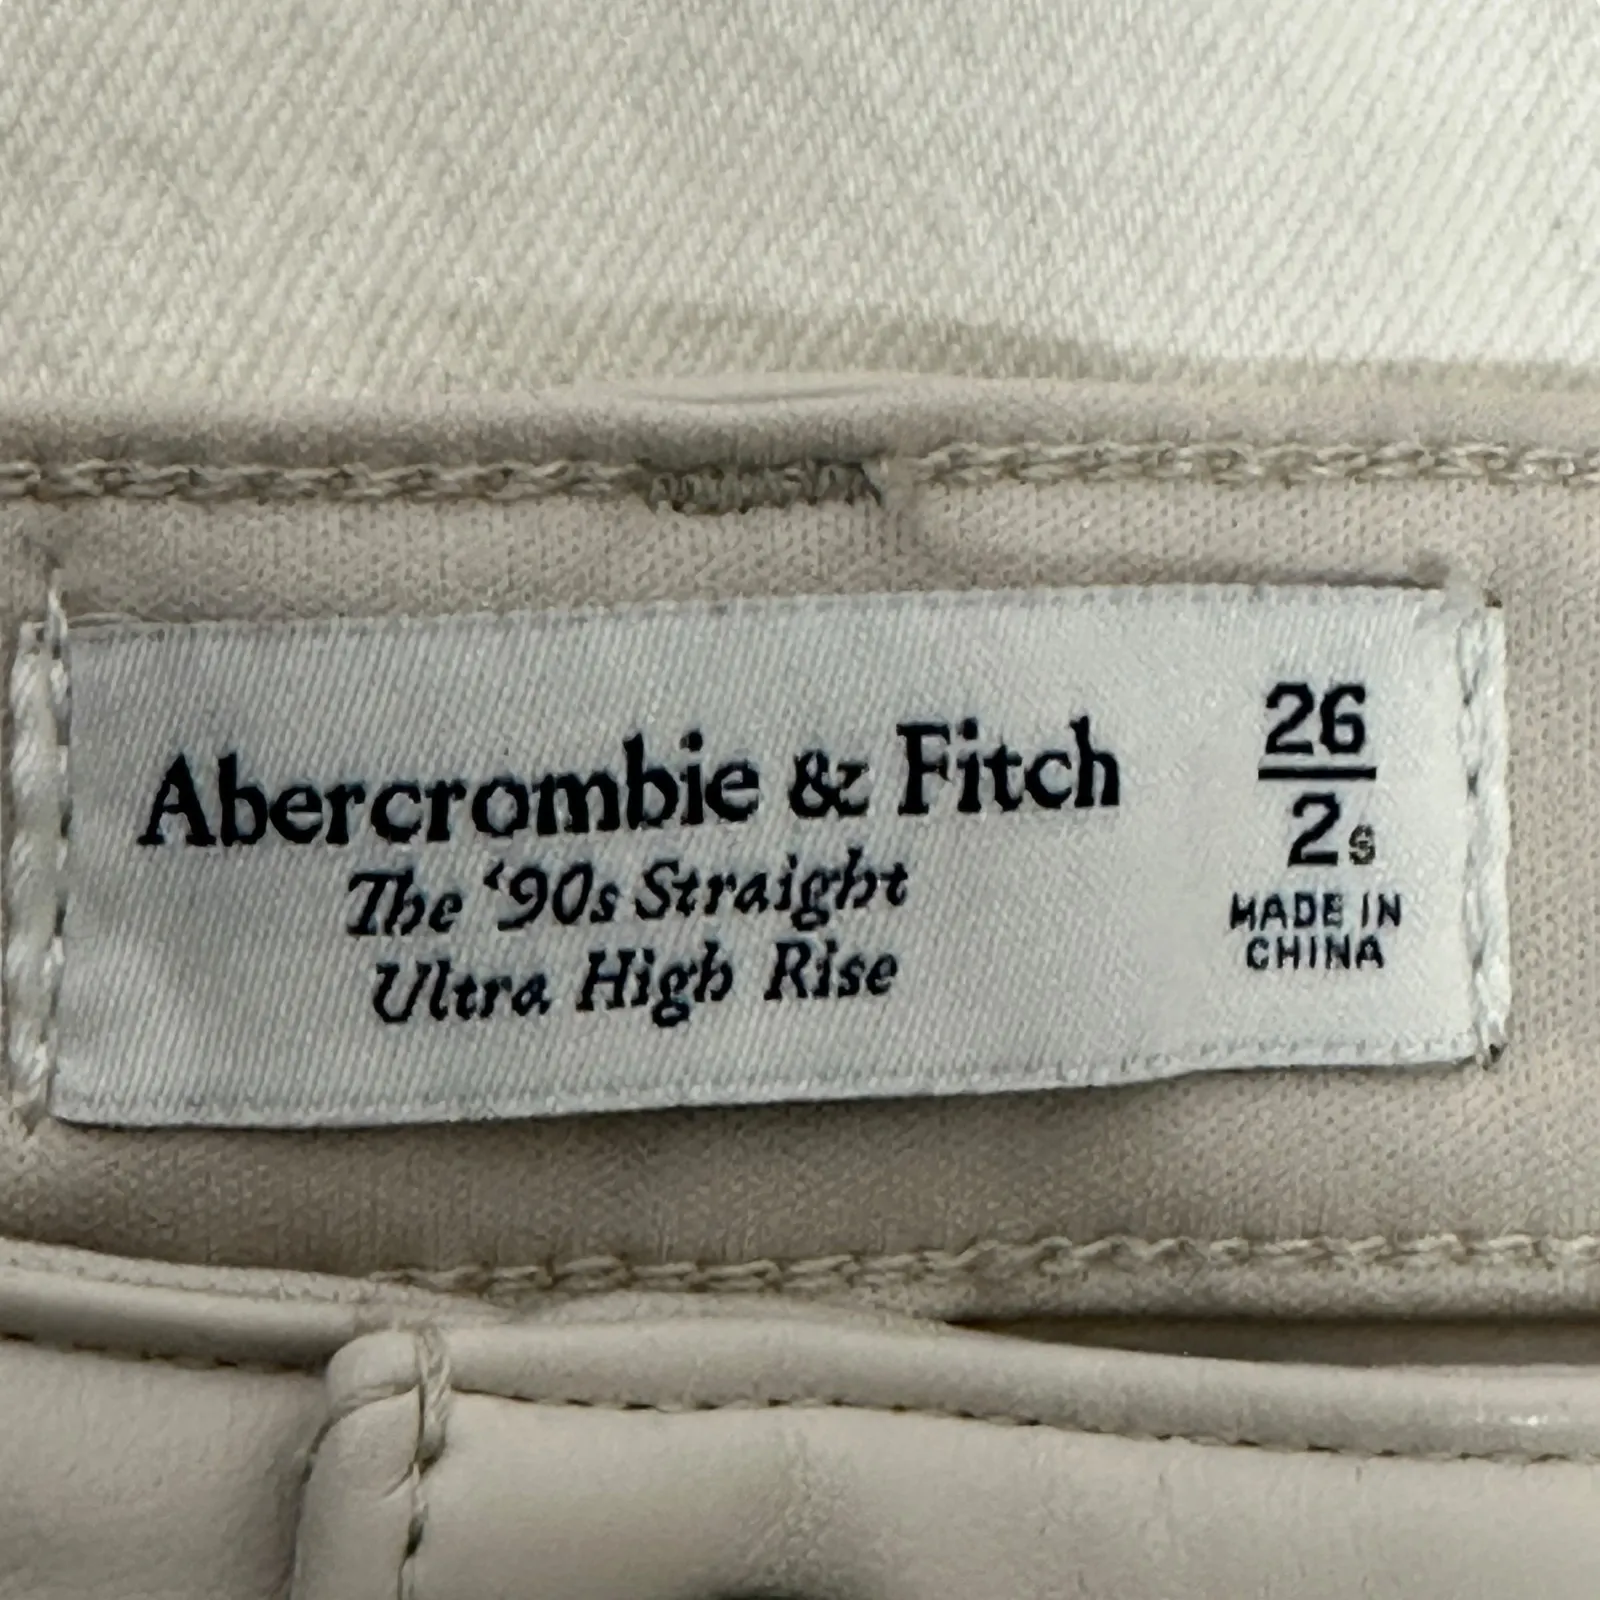 Abercrombie & Fitch
The ‘90s Straight
Ultra High Rise
26
2s
MADE IN
CHINA